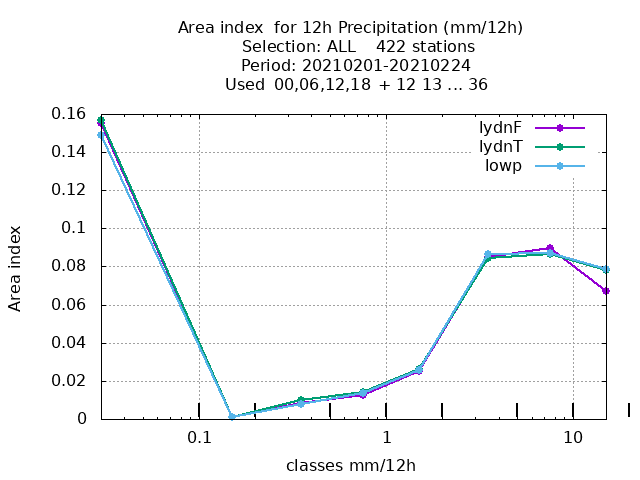 Area index  for 12h Precipitation (mm/12h)
Selection: ALL    422 stations
Period: 20210201-20210224
Used  00,06,12,18  + 12 13 ... 36
lydnF
lydnT
lowp
0.16
0.14
0.12
0.1
0.08
0.06
0.04
0.02
0
Area index
0.1
1
10
classes mm/12h